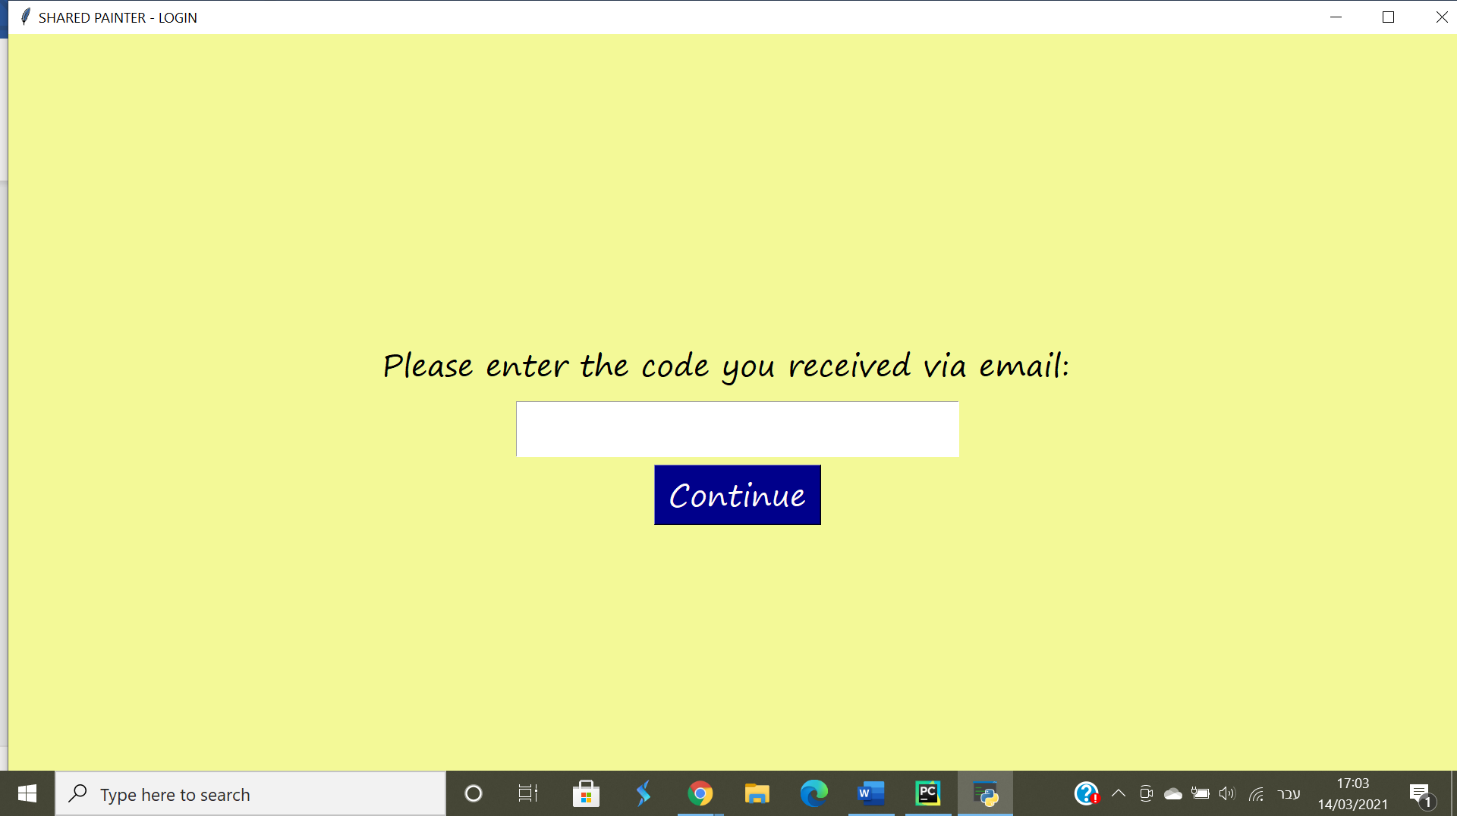 SHARED PAINTER - LOGIN
Please enter the code you received via email:
Continue
Type here to search
W
PC
עבר
17:03
14/03/2021
1